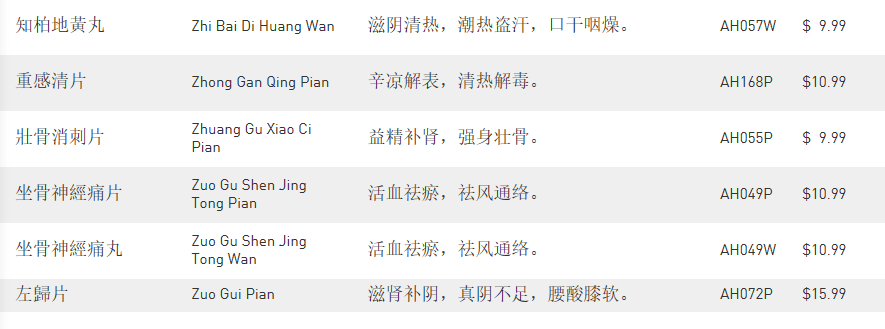 知柏地黃丸 Zhi Bai Di Huang Wan 滋阴清热，潮热盗汗，口干咽燥。 AH057W $ 9.99
重感清片 Zhong Gan Qing Pian 辛凉解表，清热解毒。 AH168P $10.99
壯骨消刺片 Zhuang Gu Xiao Ci Pian 益精补肾，强身壮骨。 AH055P $ 9.99
坐骨神經痛片 Zuo Gu Shen Jing Tong Pian 活血祛瘀，祛风通络。 AH049P $10.99
坐骨神經痛丸 Zuo Gu Shen Jing Tong Wan 活血祛瘀，祛风通络。 AH049W $10.99
左歸片 Zuo Gui Pian 滋肾补阴，真阴不足，腰酸膝软。 AH072P $15.99